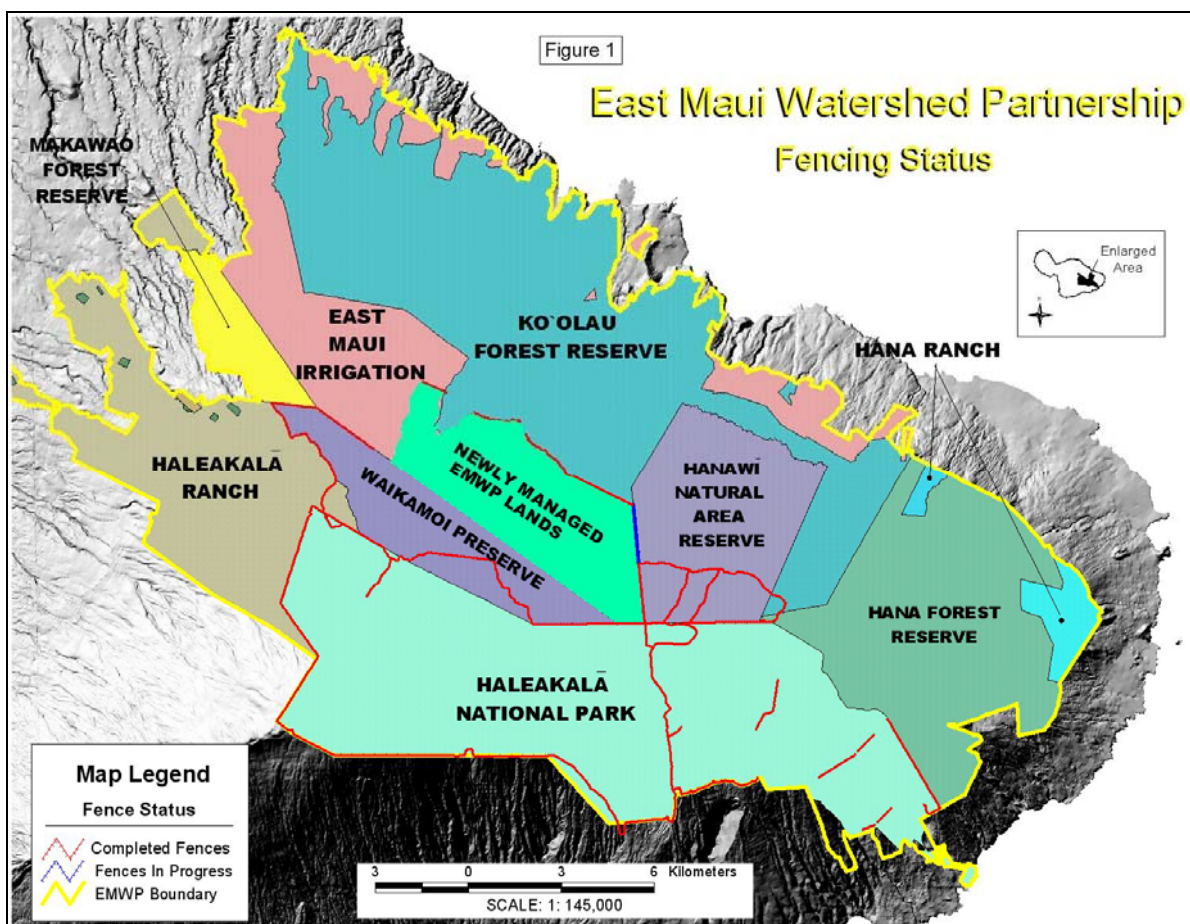 Figure 1
East Maui Watershed Partnership
Fencing Status
MAKAWAO
FOREST
RESERVE
Enlarged
Area
EAST
MAUI
IRRIGATION
KO`OLAU
FOREST RESERVE
HANA RANCH
HALEAKALĀ
RANCH
WAIKAMOI PRESERVE
NEWLY MANAGED
EMWP LANDS
HANAWĪ
NATURAL
AREA
RESERVE
HANA FOREST
RESERVE
HALEAKALĀ
NATIONAL PARK
Map Legend
Fence Status
Completed Fences
Fences In Progress
EMWP Boundary
3 0 3 6 Kilometers
SCALE: 1: 145,000